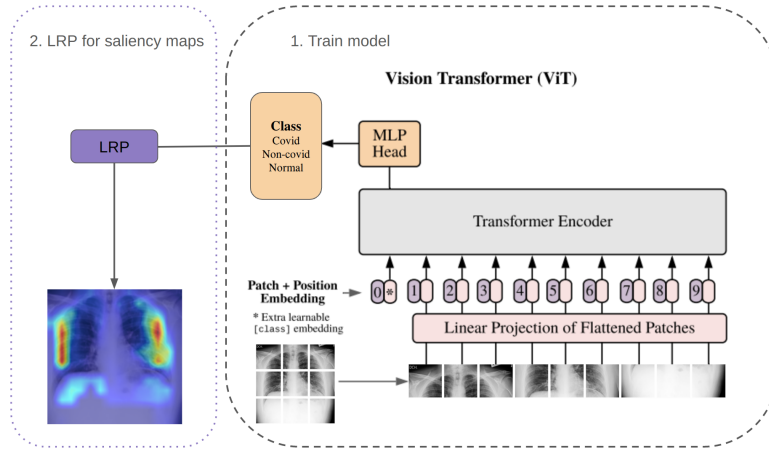 2. LRP for saliency maps
1. Train model
Vision Transformer (ViT)
Class
Covid
Non-covid
Normal
MLP
Head
LRP
Transformer Encoder
Patch + Position
Embedding
0 * 1 2 3 4 5 6 7 8 9
* Extra learnable
[class] embedding
Linear Projection of Flattened Patches